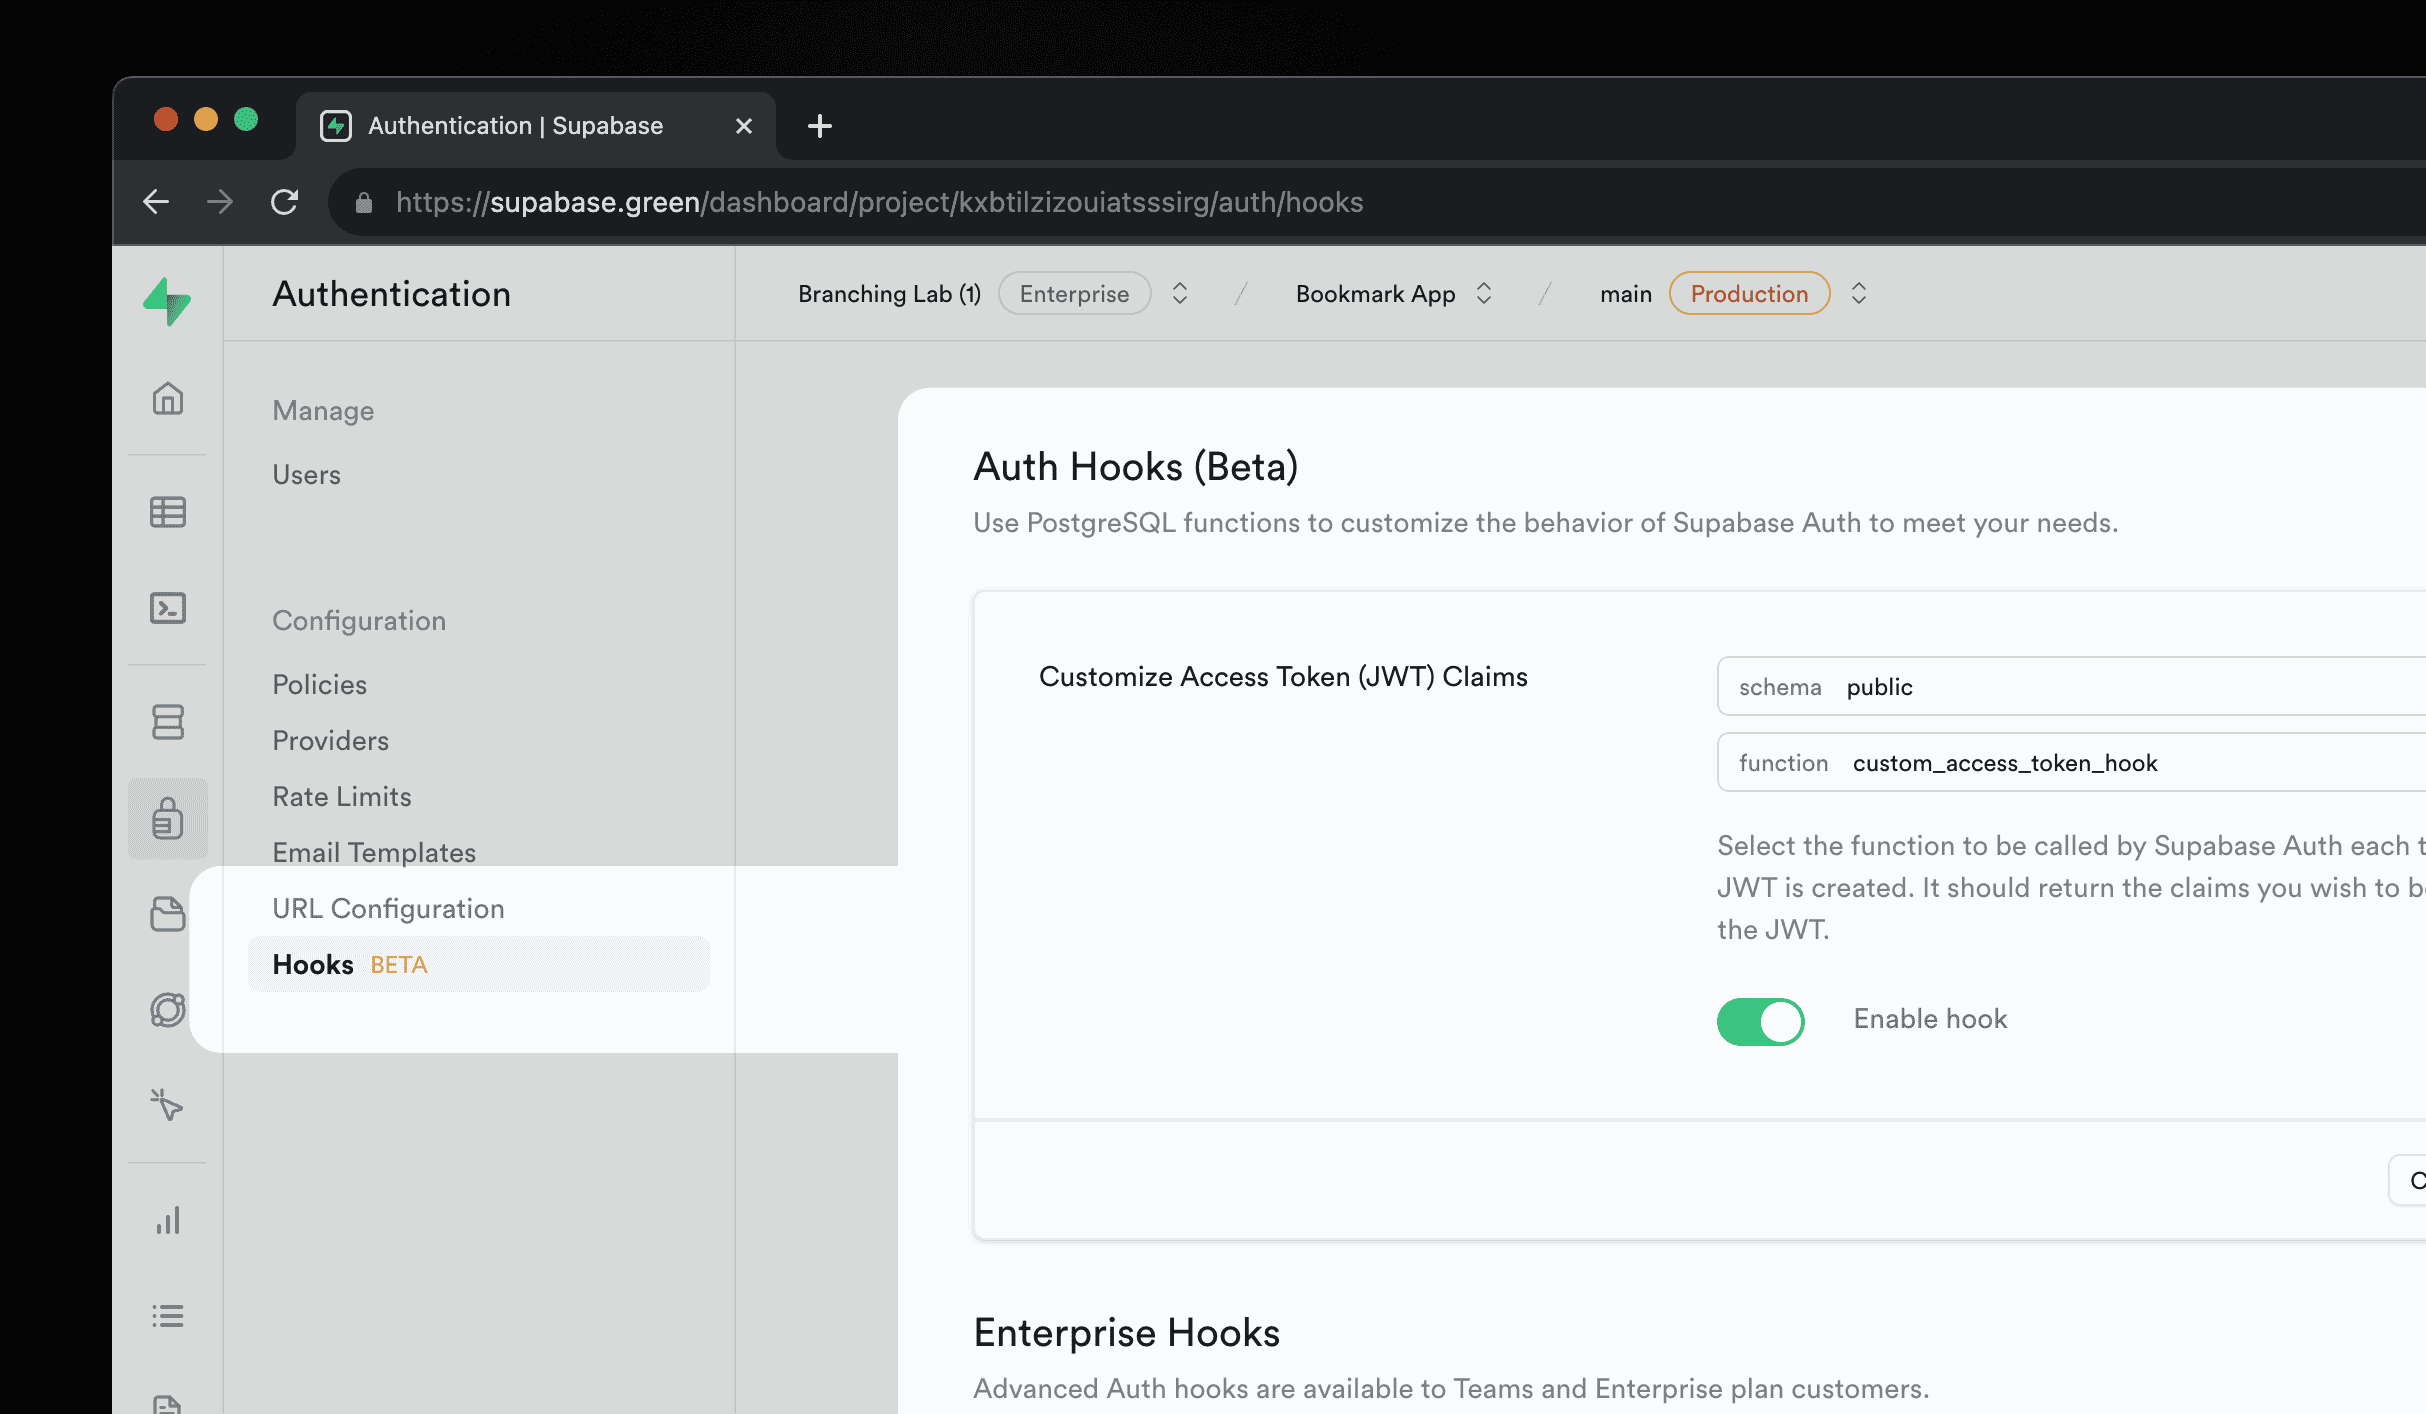 Authentication | Supabase
https://supabase.green/dashboard/project/kxbtilzizouiatsssirg/auth/hooks
Authentication
Branching Lab (1) Enterprise / Bookmark App / main Production
Manage
Users
Configuration
Policies
Providers
Rate Limits
Email Templates
URL Configuration
Hooks BETA
Auth Hooks (Beta)
Use PostgreSQL functions to customize the behavior of Supabase Auth to meet your needs.
Customize Access Token (JWT) Claims
schema public
function custom_access_token_hook
Select the function to be called by Supabase Auth each
JWT is created. It should return the claims you wish to
the JWT.
Enable hook
Enterprise Hooks
Advanced Auth hooks are available to Teams and Enterprise plan customers.